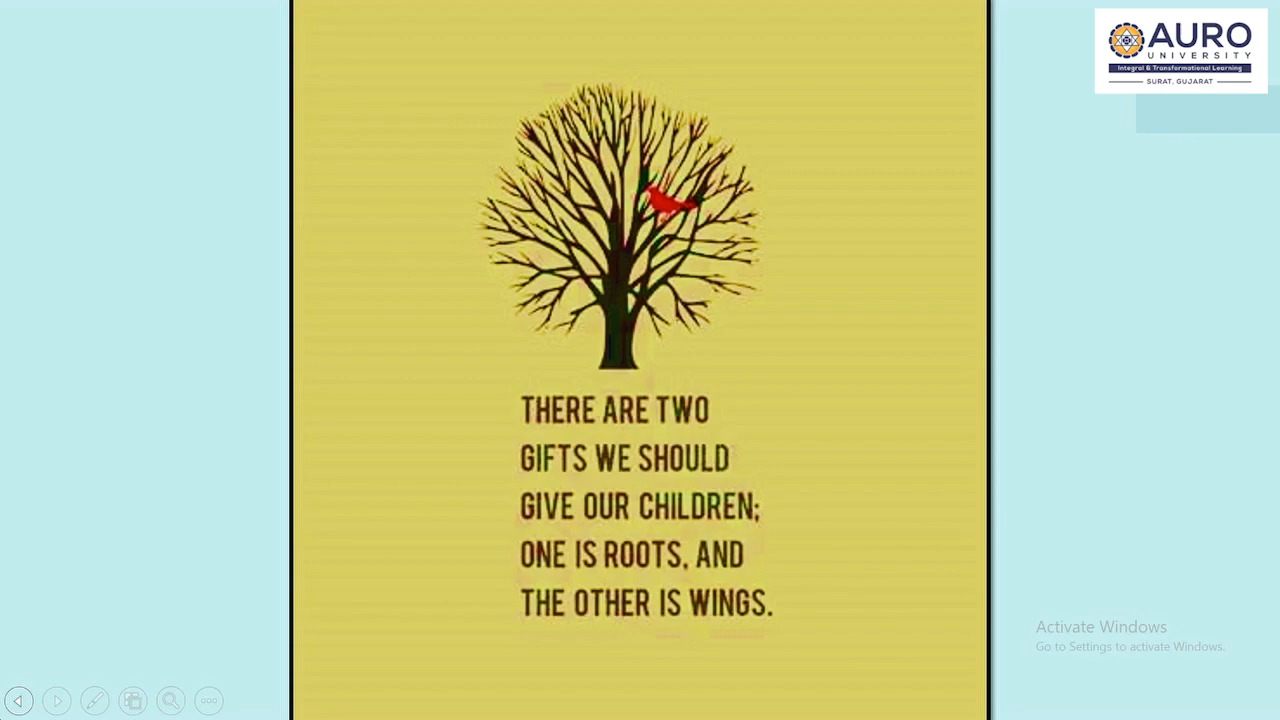 AURO
UNIVERSITY
Integral & Transformational Learning
SURAT, GUJARAT
THERE ARE TWO
GIFTS WE SHOULD
GIVE OUR CHILDREN;
ONE IS ROOTS, AND
THE OTHER IS WINGS.
Activate Windows
Go to Settings to activate Windows.